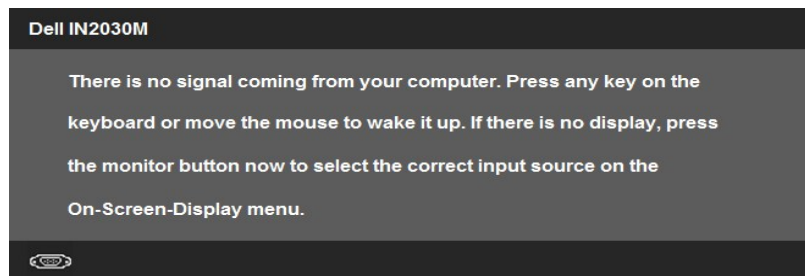 Dell IN2030M
There is no signal coming from your computer. Press any key on the
keyboard or move the mouse to wake it up. If there is no display, press
the monitor button now to select the correct input source on the
On-Screen-Display menu.